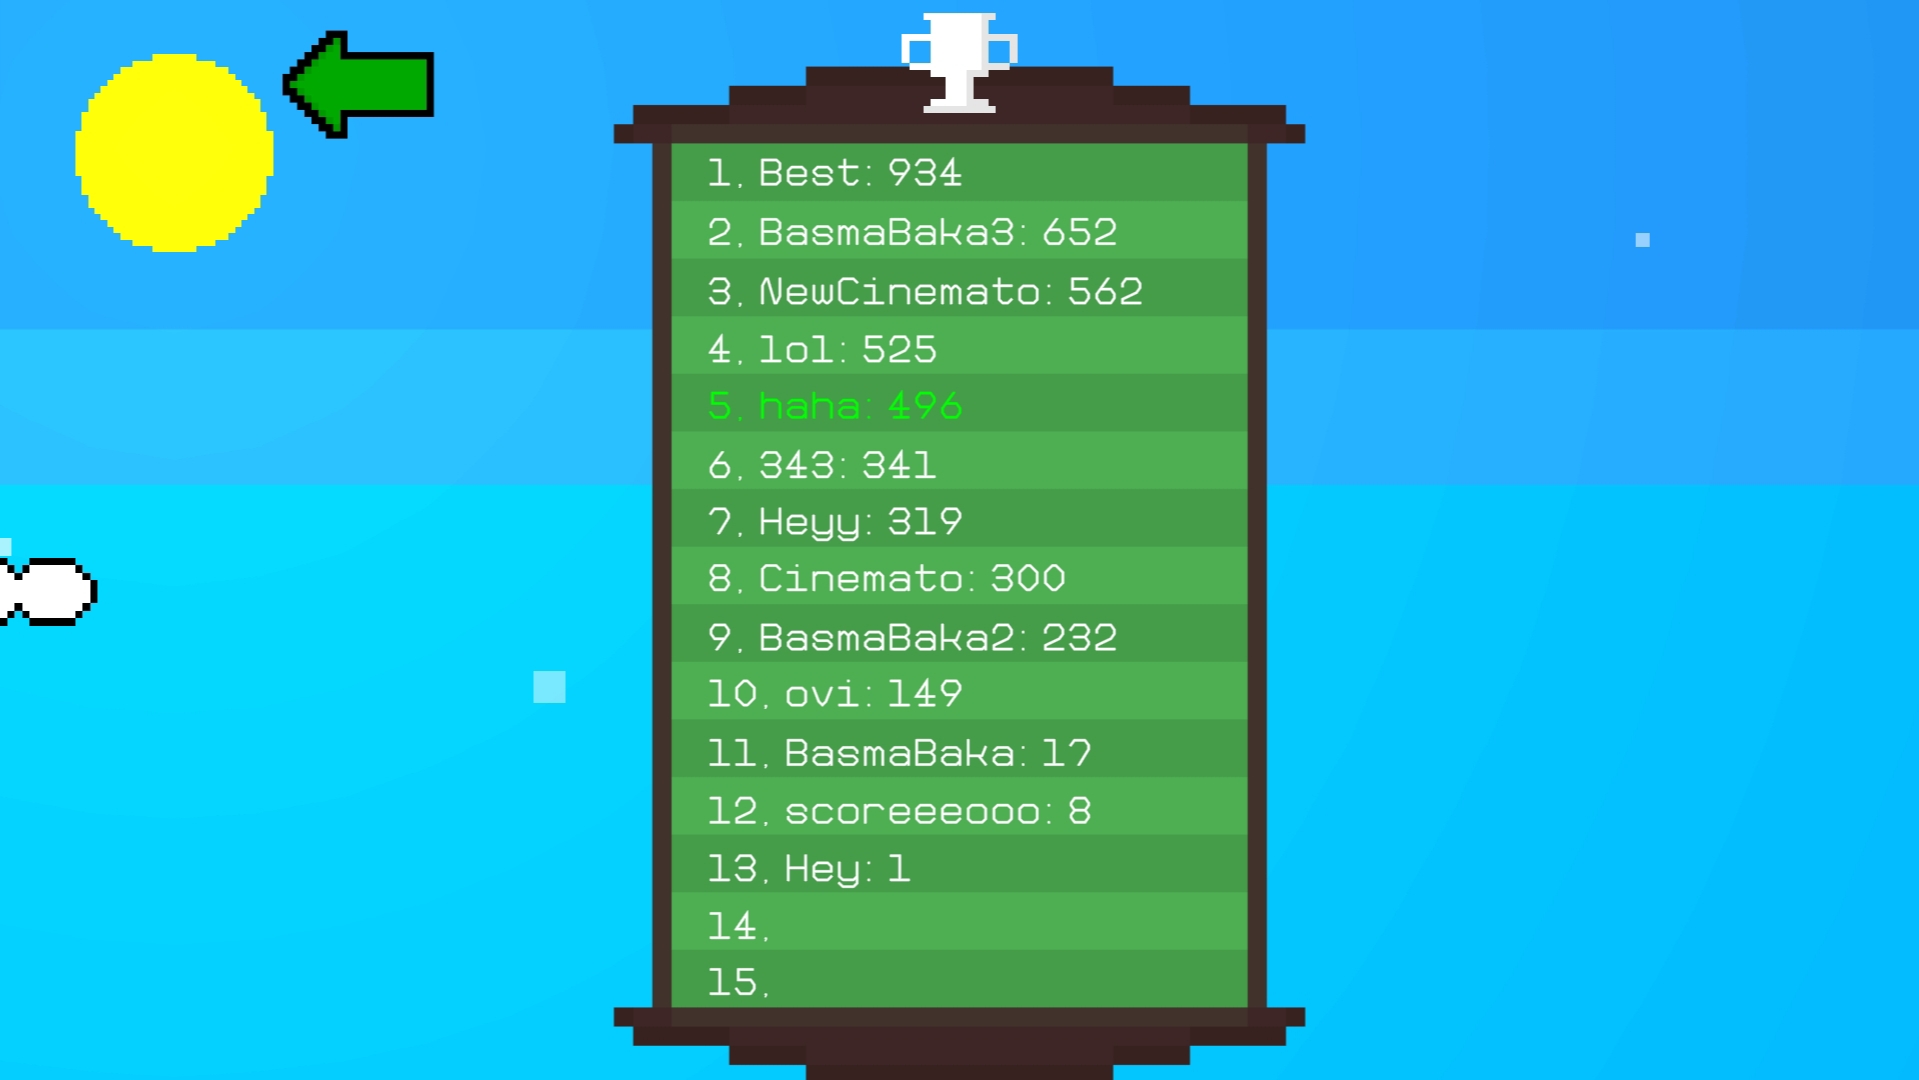 1. Best: 934
2. BasmaBaka3: 652
3. NewCinemato: 562
4. lol: 525
5. haha: 496
6. 343: 341
7. Heyy: 319
8. Cinemato: 300
9. BasmaBaka2: 232
10. ovi: 149
11. BasmaBaka: 17
12. scoreeeooo: 8
13. Hey: 1
14.
15.